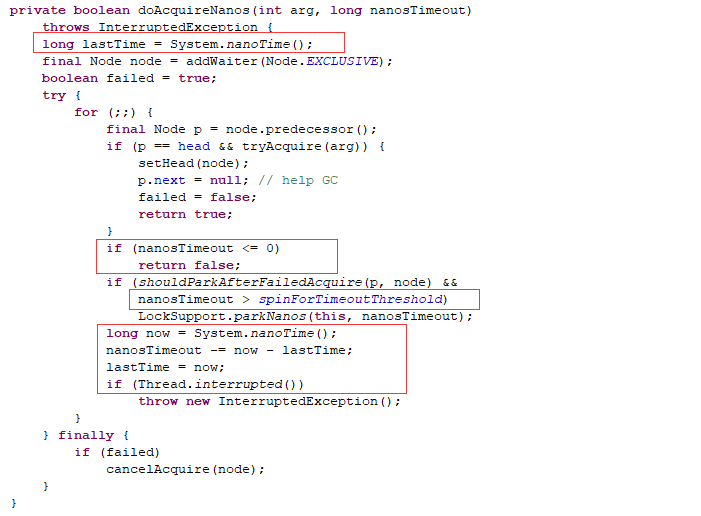 private boolean doAcquireNanos(int arg, long nanosTimeout)
    throws InterruptedException {
    long lastTime = System.nanoTime();
    final Node node = addWaiter(Node.EXCLUSIVE);
    boolean failed = true;
    try {
        for (;;) {
            final Node p = node.predecessor();
            if (p == head && tryAcquire(arg)) {
                setHead(node);
                p.next = null; // help GC
                failed = false;
                return true;
            }
            if (nanosTimeout <= 0)
                return false;
            if (shouldParkAfterFailedAcquire(p, node) &&
                nanosTimeout > spinForTimeoutThreshold)
                LockSupport.parkNanos(this, nanosTimeout);
            long now = System.nanoTime();
            nanosTimeout -= now - lastTime;
            lastTime = now;
            if (Thread.interrupted())
                throw new InterruptedException();
        }
    } finally {
        if (failed)
            cancelAcquire(node);
    }
}